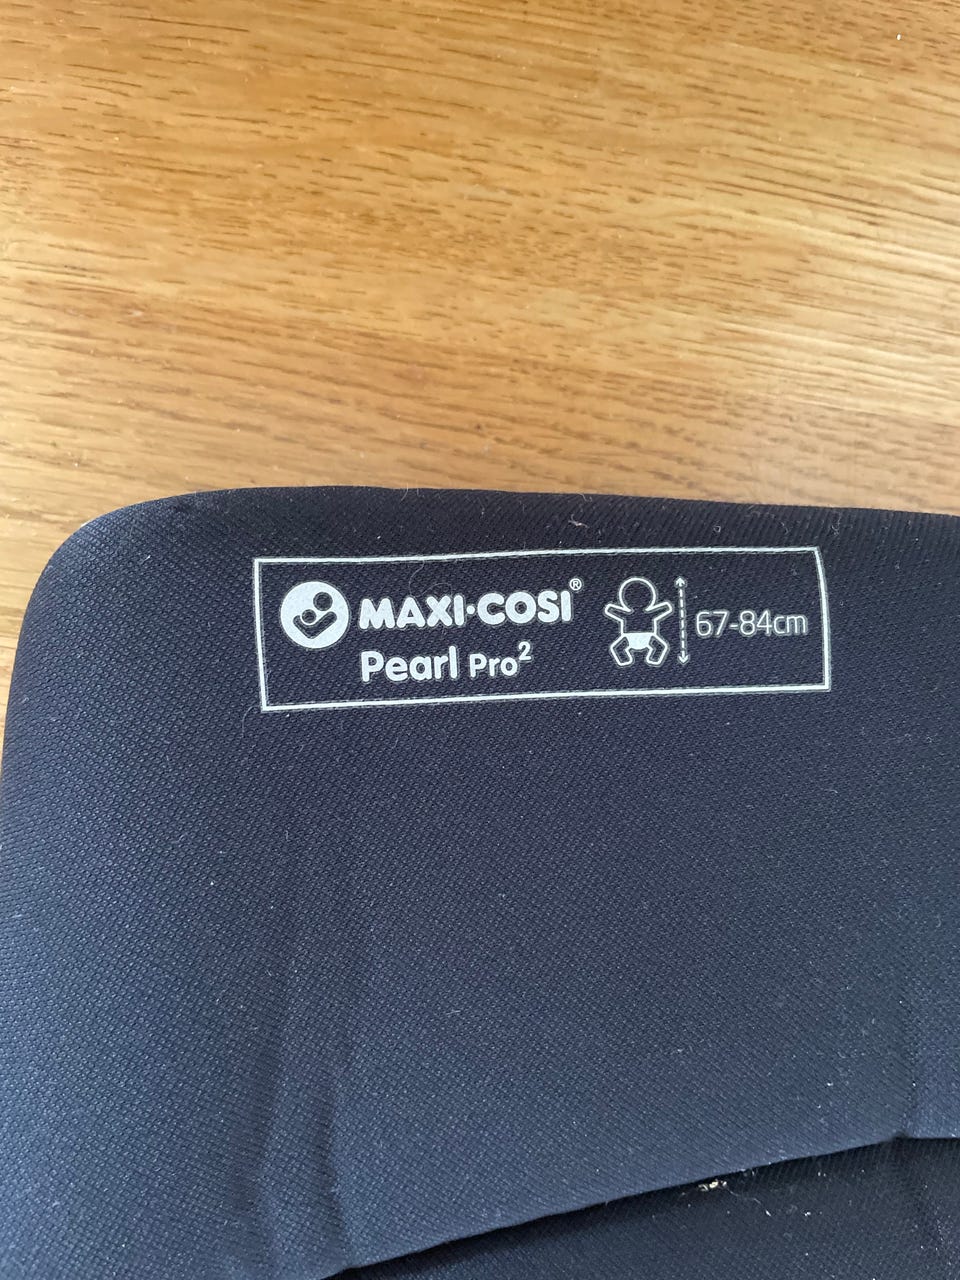 MAXI·COSI®
Pearl Pro²
67-84cm